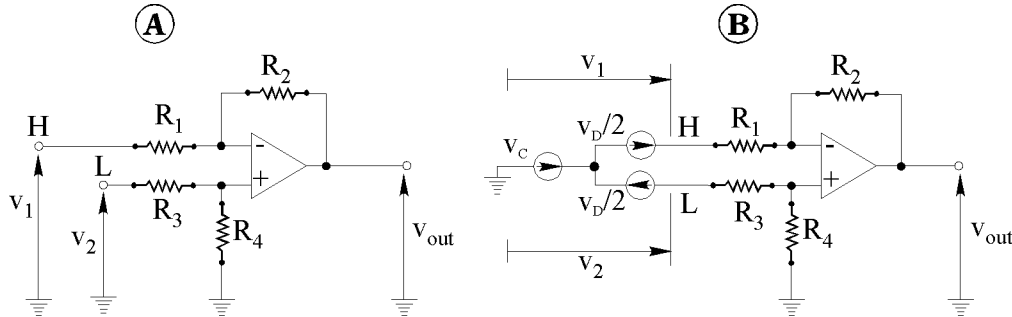 A
R2
H
R1
-
L
+
R3
R4
v1
v2
vout
B
v1
R2
vD/2
H
R1
-
vC
+
vD/2
L
R3
R4
v2
vout